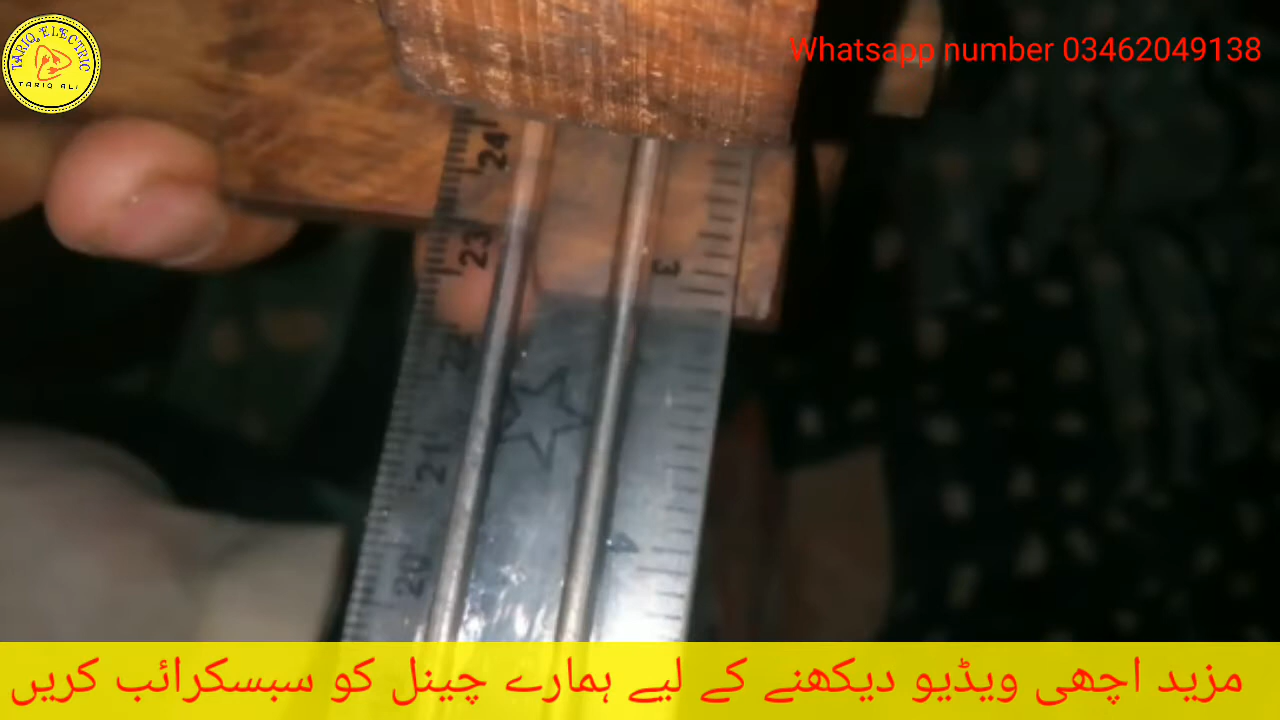 TARIQ ELECTRIC
TARIQ ALI
Whatsapp number 03462049138
24
23
3
22
21
4
20
مزید اچھی ویڈیو دیکھنے کے لیے ہمارے چینل کو سبسکرائب کریں